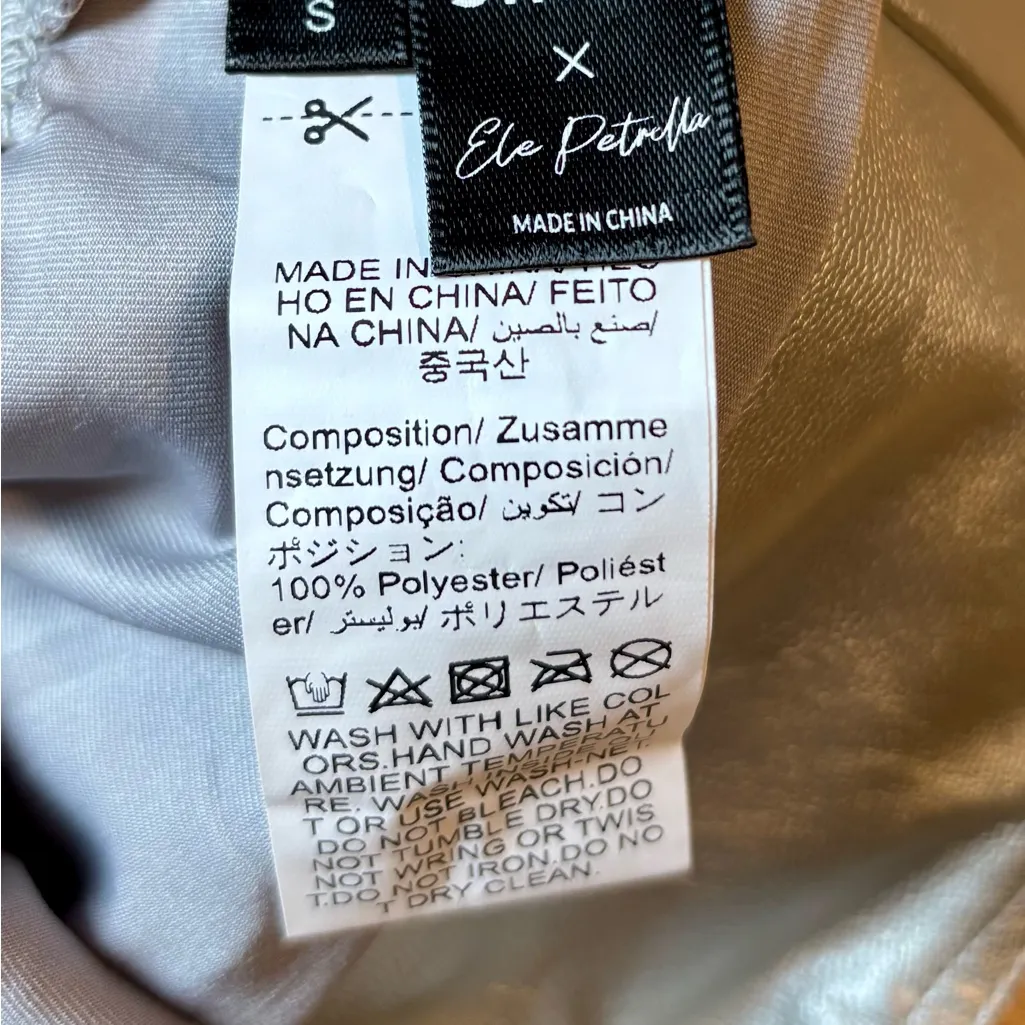 S
×
Ele Petrella
MADE IN CHINA
MADE IN
HO EN CHINA/ FEITO
NA CHINA/ صنع بالصين/
중국산
Composition/ Zusamme
nsetzung/ Composición/
Composição/ تكوين/ コン
ポジション:
100% Polyester/ Poliést
er/ بوليستر/ ポリエステル
WASH WITH LIKE COL
ORS.HAND WASH AT
AMBIENT TEMPERATU
RE. WASH INSIDE OUT
T OR USE WASH-NET.
DO NOT BLEACH.DO
NOT TUMBLE DRY.DO
NOT WRING OR TWIS
T.DO NOT IRON.DO NO
T DRY CLEAN.